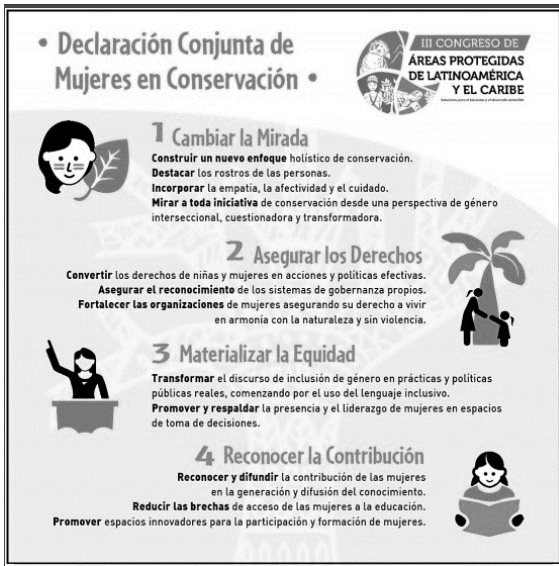 • Declaración Conjunta de
Mujeres en Conservación •
III CONGRESO DE
ÁREAS PROTEGIDAS
DE LATINOAMÉRICA
Y EL CARIBE
Soluciones para el bienestar y el desarrollo sostenible
1 Cambiar la Mirada
Construir un nuevo enfoque holístico de conservación.
Destacar los rostros de las personas.
Incorporar la empatía, la afectividad y el cuidado.
Mirar a toda iniciativa de conservación desde una perspectiva de género
interseccional, cuestionadora y transformadora.
2 Asegurar los Derechos
Convertir los derechos de niñas y mujeres en acciones y políticas efectivas.
Asegurar el reconocimiento de los sistemas de gobernanza propios.
Fortalecer las organizaciones de mujeres asegurando su derecho a vivir
en armonía con la naturaleza y sin violencia.
3 Materializar la Equidad
Transformar el discurso de inclusión de género en prácticas y políticas
públicas reales, comenzando por el uso del lenguaje inclusivo.
Promover y respaldar la presencia y el liderazgo de mujeres en espacios
de toma de decisiones.
4 Reconocer la Contribución
Reconocer y difundir la contribución de las mujeres
en la generación y difusión del conocimiento.
Reducir las brechas de acceso de las mujeres a la educación.
Promover espacios innovadores para la participación y formación de mujeres.